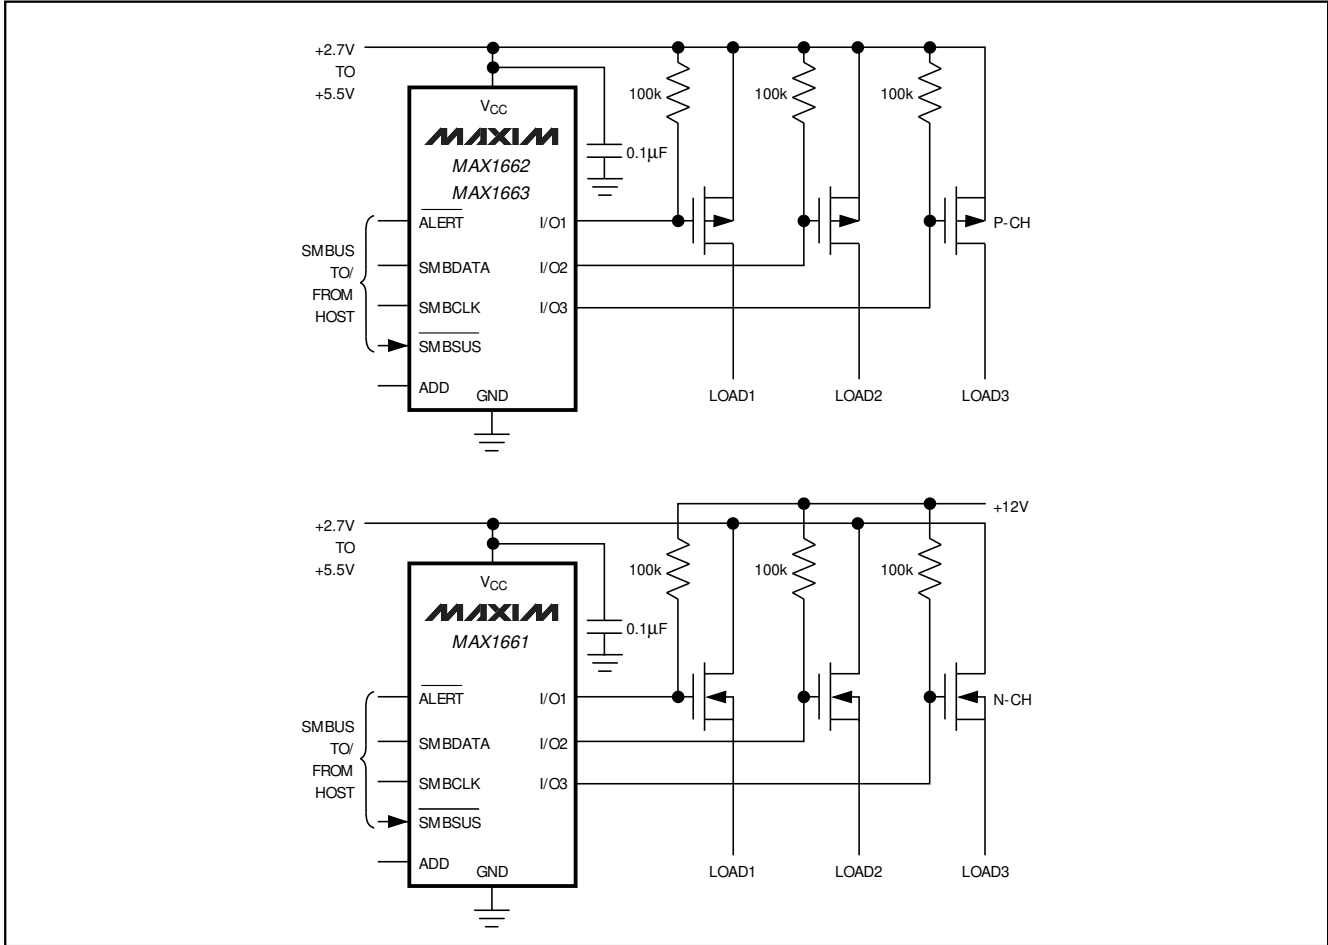 +2.7V
TO
+5.5V
100k
100k
100k
VCC
MAXIM
MAX1662
MAX1663
0.1µF
ALERT
I/O1
P-CH
SMBUS
TO/
FROM
HOST
SMBDATA
I/O2
SMBCLK
I/O3
SMBSUS
ADD
GND
LOAD1
LOAD2
LOAD3
+12V
+2.7V
TO
+5.5V
100k
100k
100k
VCC
MAXIM
MAX1661
0.1µF
ALERT
I/O1
N-CH
SMBUS
TO/
FROM
HOST
SMBDATA
I/O2
SMBCLK
I/O3
SMBSUS
ADD
GND
LOAD1
LOAD2
LOAD3